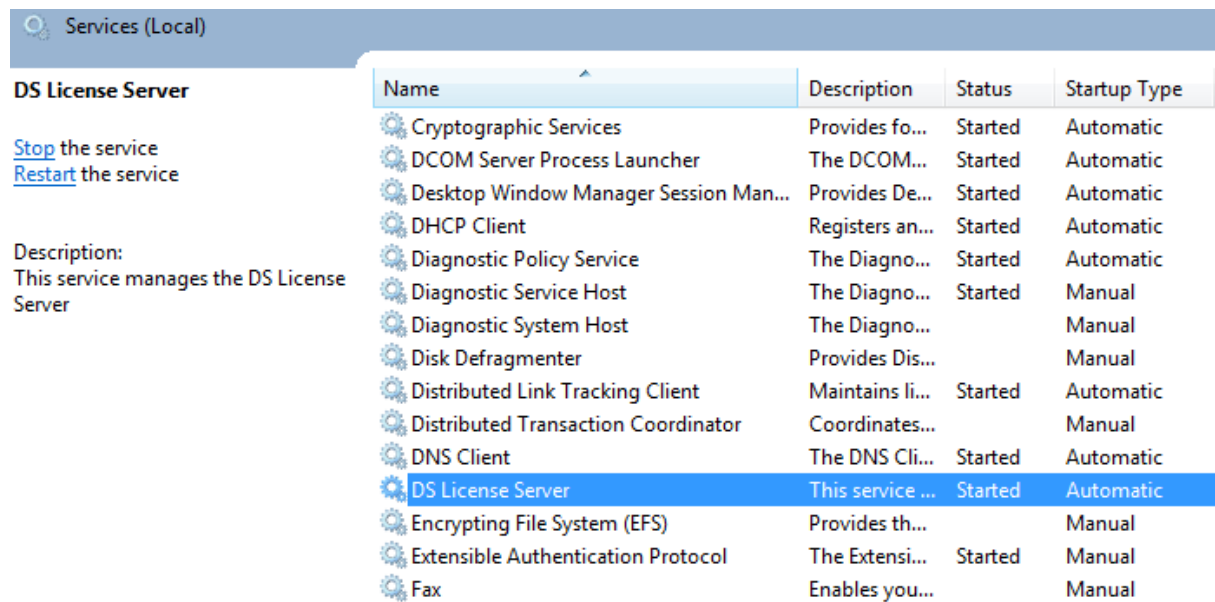 Services (Local)
DS License Server
Stop the service
Restart the service
Description:
This service manages the DS License
Server
Name Description Status Startup Type
Cryptographic Services Provides fo... Started Automatic
DCOM Server Process Launcher The DCOM... Started Automatic
Desktop Window Manager Session Man... Provides De... Started Automatic
DHCP Client Registers an... Started Automatic
Diagnostic Policy Service The Diagno... Started Automatic
Diagnostic Service Host The Diagno... Started Manual
Diagnostic System Host The Diagno... Manual
Disk Defragmenter Provides Dis... Manual
Distributed Link Tracking Client Maintains li... Started Automatic
Distributed Transaction Coordinator Coordinates... Manual
DNS Client The DNS Cli... Started Automatic
DS License Server This service ... Started Automatic
Encrypting File System (EFS) Provides th... Manual
Extensible Authentication Protocol The Extensi... Started Manual
Fax Enables you... Manual